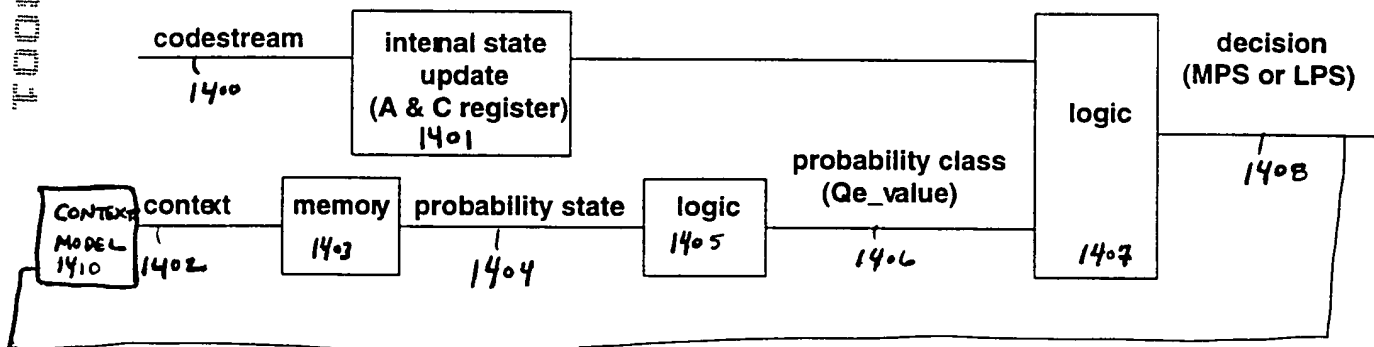 codestream
1400
internal state
update
(A & C register)
1401
logic
1407
decision
(MPS or LPS)
1408
CONTEXT
MODEL
1410
context
1402
memory
1403
probability state
1404
logic
1405
probability class
(Qe_value)
1406